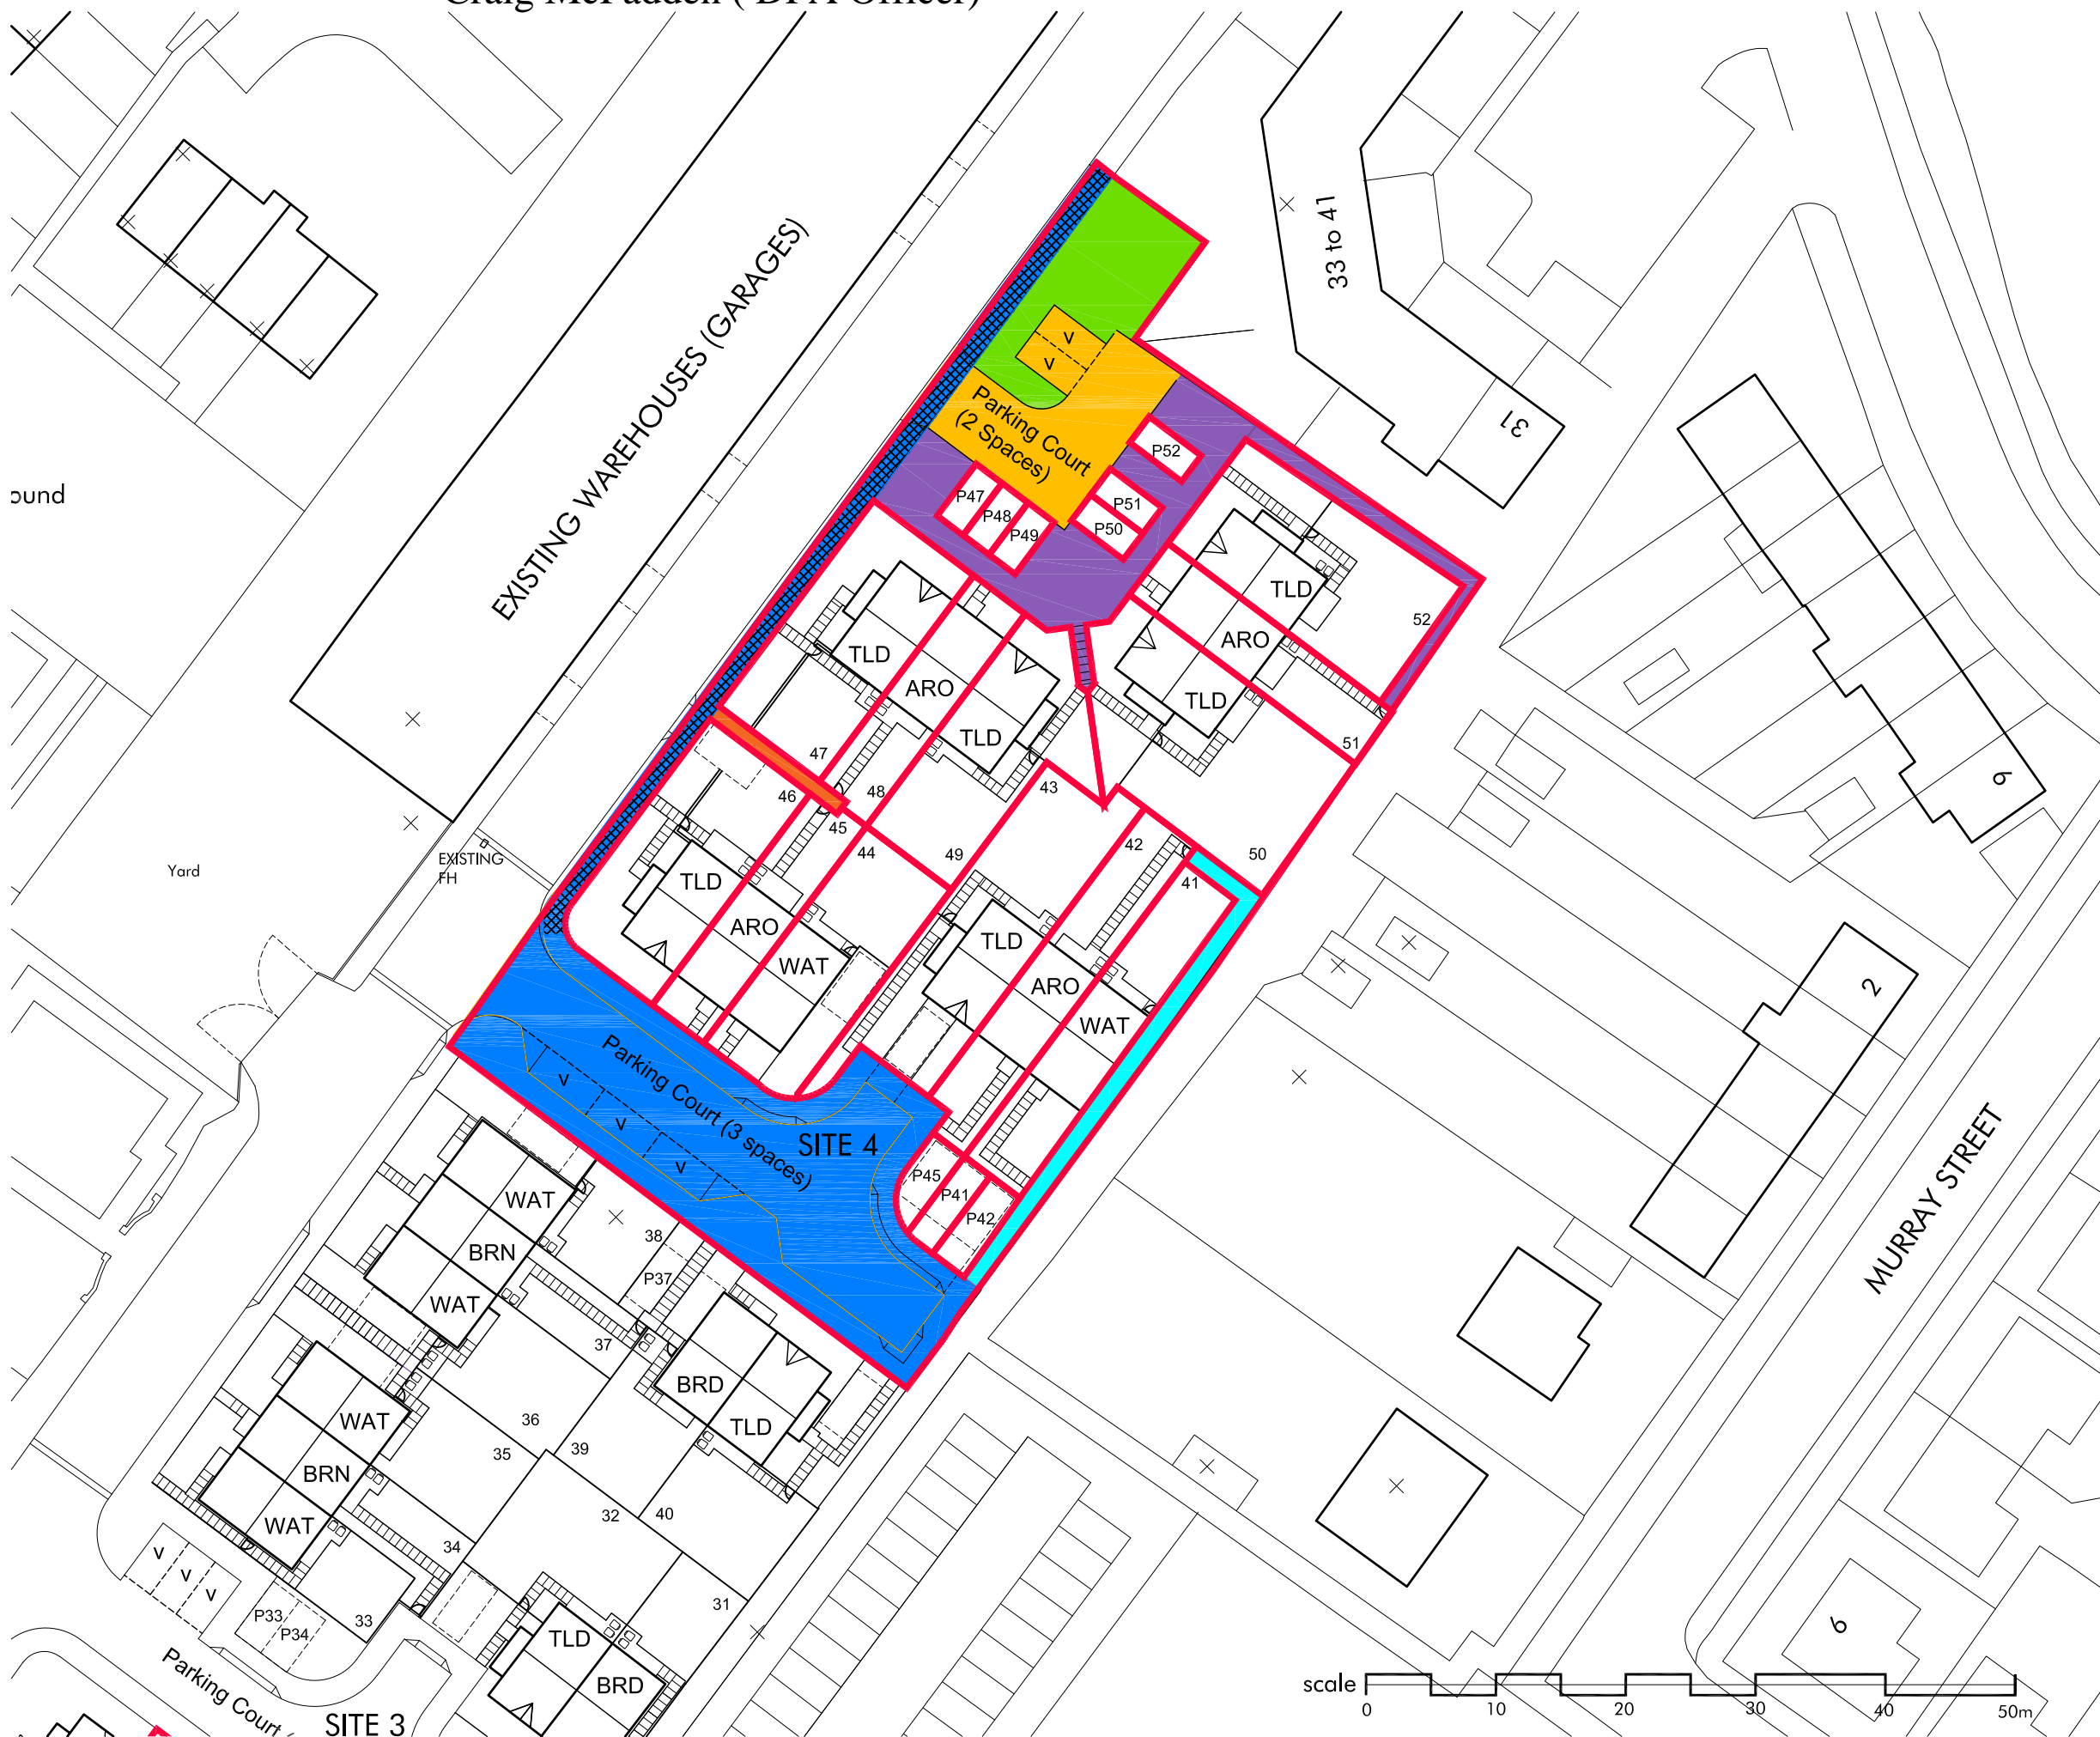 Craig McFadden ( DPA Officer)
33 to 41
31
EXISTING WAREHOUSES (GARAGES)
ound
V
V
Parking Court
(2 Spaces)
P52
P47
P48
P49
P51
P50
TLD
ARO
TLD
52
51
50
TLD
ARO
TLD
47
48
49
43
46
45
44
42
41
EXISTING
FH
Yard
TLD
ARO
WAT
TLD
ARO
WAT
9
2
MURRAY STREET
Parking Court (3 spaces)
V
V
V
SITE 4
P45
P41
P42
WAT
BRN
WAT
38
P37
37
BRD
TLD
36
35
39
WAT
BRN
WAT
32
40
34
31
V
V
V
P33
P34
33
TLD
BRD
Parking Court (
SITE 3
6
scale
0 10 20 30 40 50m